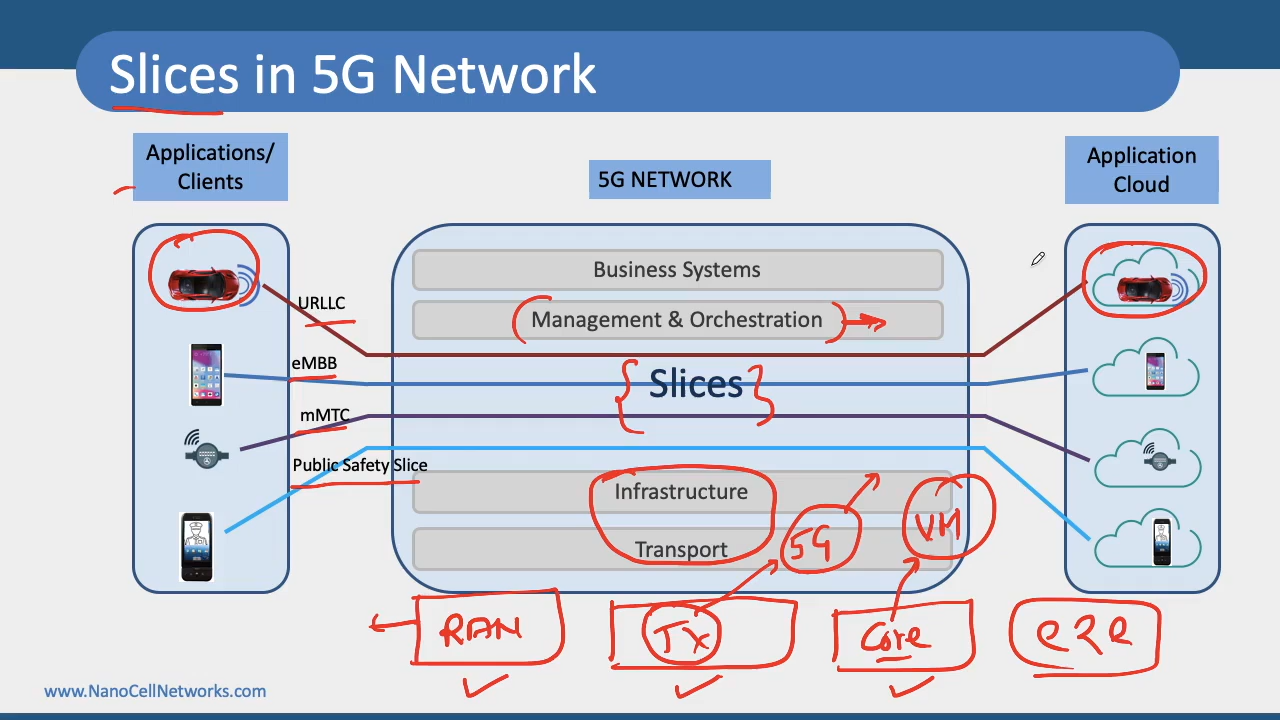 Slices in 5G Network
Applications/
Clients
5G NETWORK
Application
Cloud
Business Systems
URLLC
Management & Orchestration
eMBB
Slices
mMTC
Public Safety Slice
Infrastructure
VM
5G
Transport
RAN
Tx
Core
e2e
www.NanoCellNetworks.com